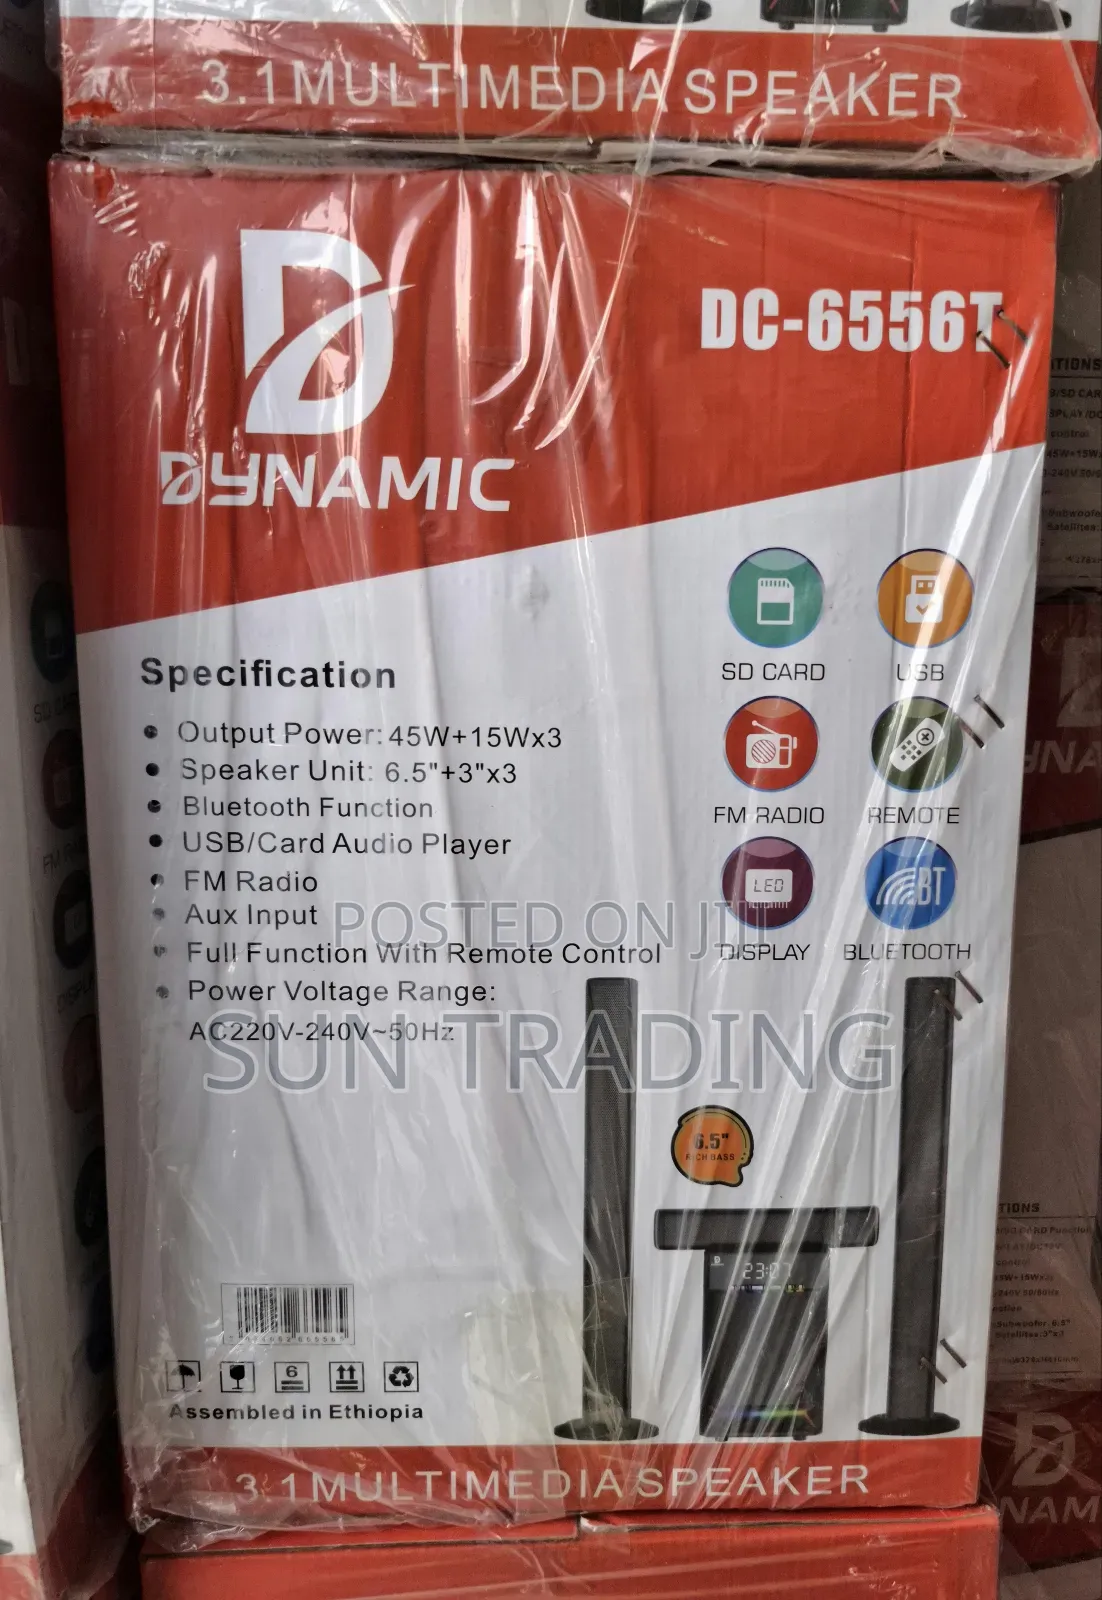 3.1 MULTIMEDIA SPEAKER
DYNAMIC
DC-6556T
SD CARD
USB
FM RADIO
REMOTE
LED
BT
DISPLAY
BLUETOOTH
Specification
Output Power: 45W+15Wx3
Speaker Unit: 6.5"+3"x3
Bluetooth Function
USB/Card Audio Player
FM Radio
Aux Input
Full Function With Remote Control
Power Voltage Range:
AC220V-240V~50Hz
POSTED ON JIJI
SUN TRADING
6.5"
RICH BASS
23:07
6
Assembled in Ethiopia
3.1 MULTIMEDIA SPEAKER